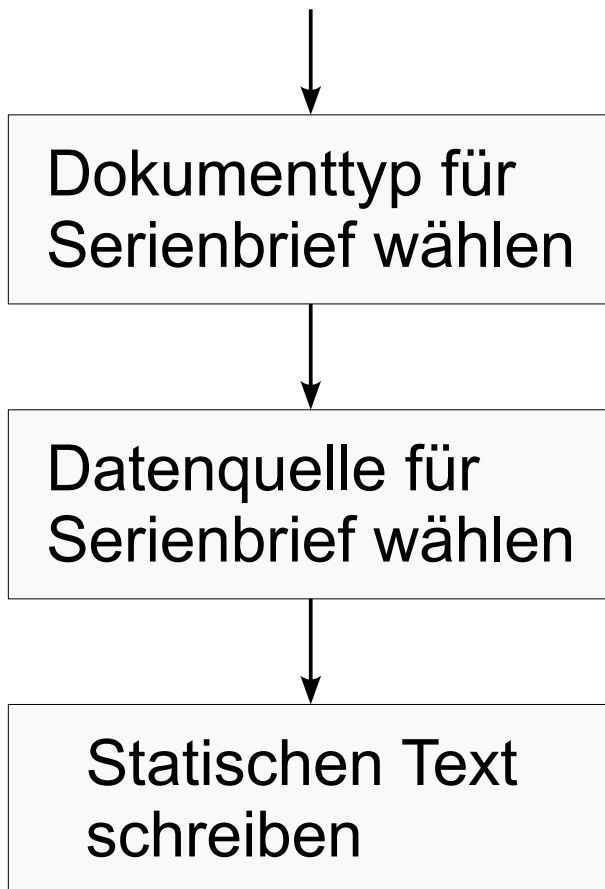 Dokumenttyp für
Serienbrief wählen
Datenquelle für
Serienbrief wählen
Statischen Text
schreiben